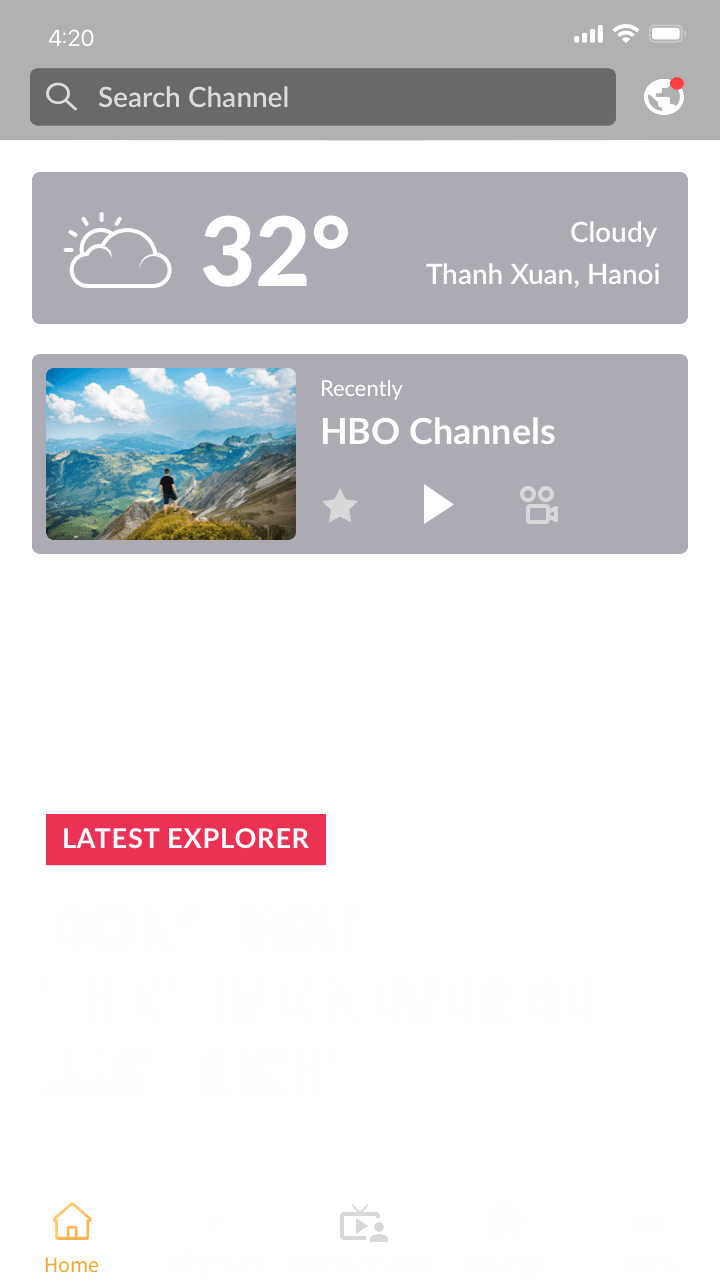 4:20
Search Channel
32°
Cloudy
Thanh Xuan, Hanoi
Recently
HBO Channels
LATEST EXPLORER
Home